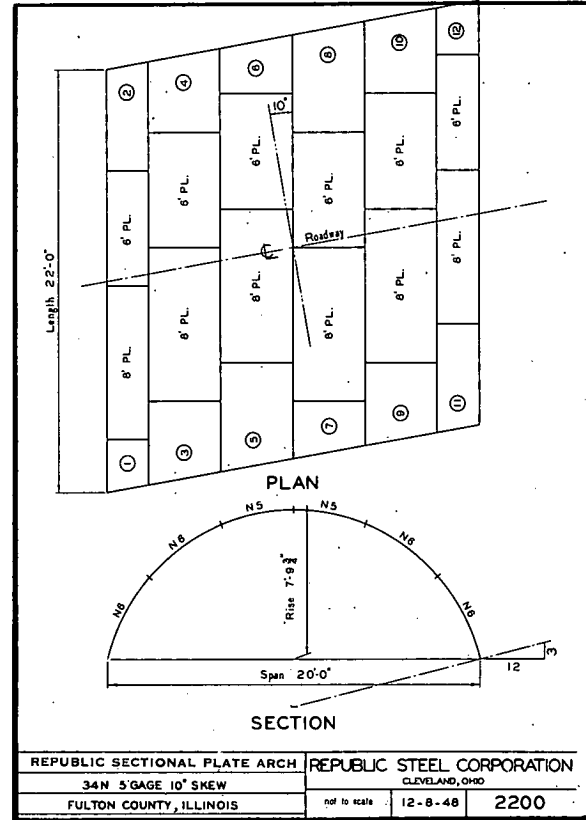 ② ④ ⑥ ⑧ ⑩ ⑫
10°
6' PL. 6' PL. 6' PL. 6' PL. 6' PL. 6' PL.
Roadway
℄
Length 22'-0"
8' PL. 8' PL. 8' PL. 8' PL. 8' PL. 8' PL.
① ③ ⑤ ⑦ ⑨ ⑪
PLAN
N6 N6 N5 N5 N6 N6
Rise 7'-9¾"
Span 20'-0"
12
3
SECTION
REPUBLIC SECTIONAL PLATE ARCH
34N 5 GAGE 10° SKEW
FULTON COUNTY, ILLINOIS
REPUBLIC STEEL CORPORATION
CLEVELAND, OHIO
not to scale 12-8-48 2200